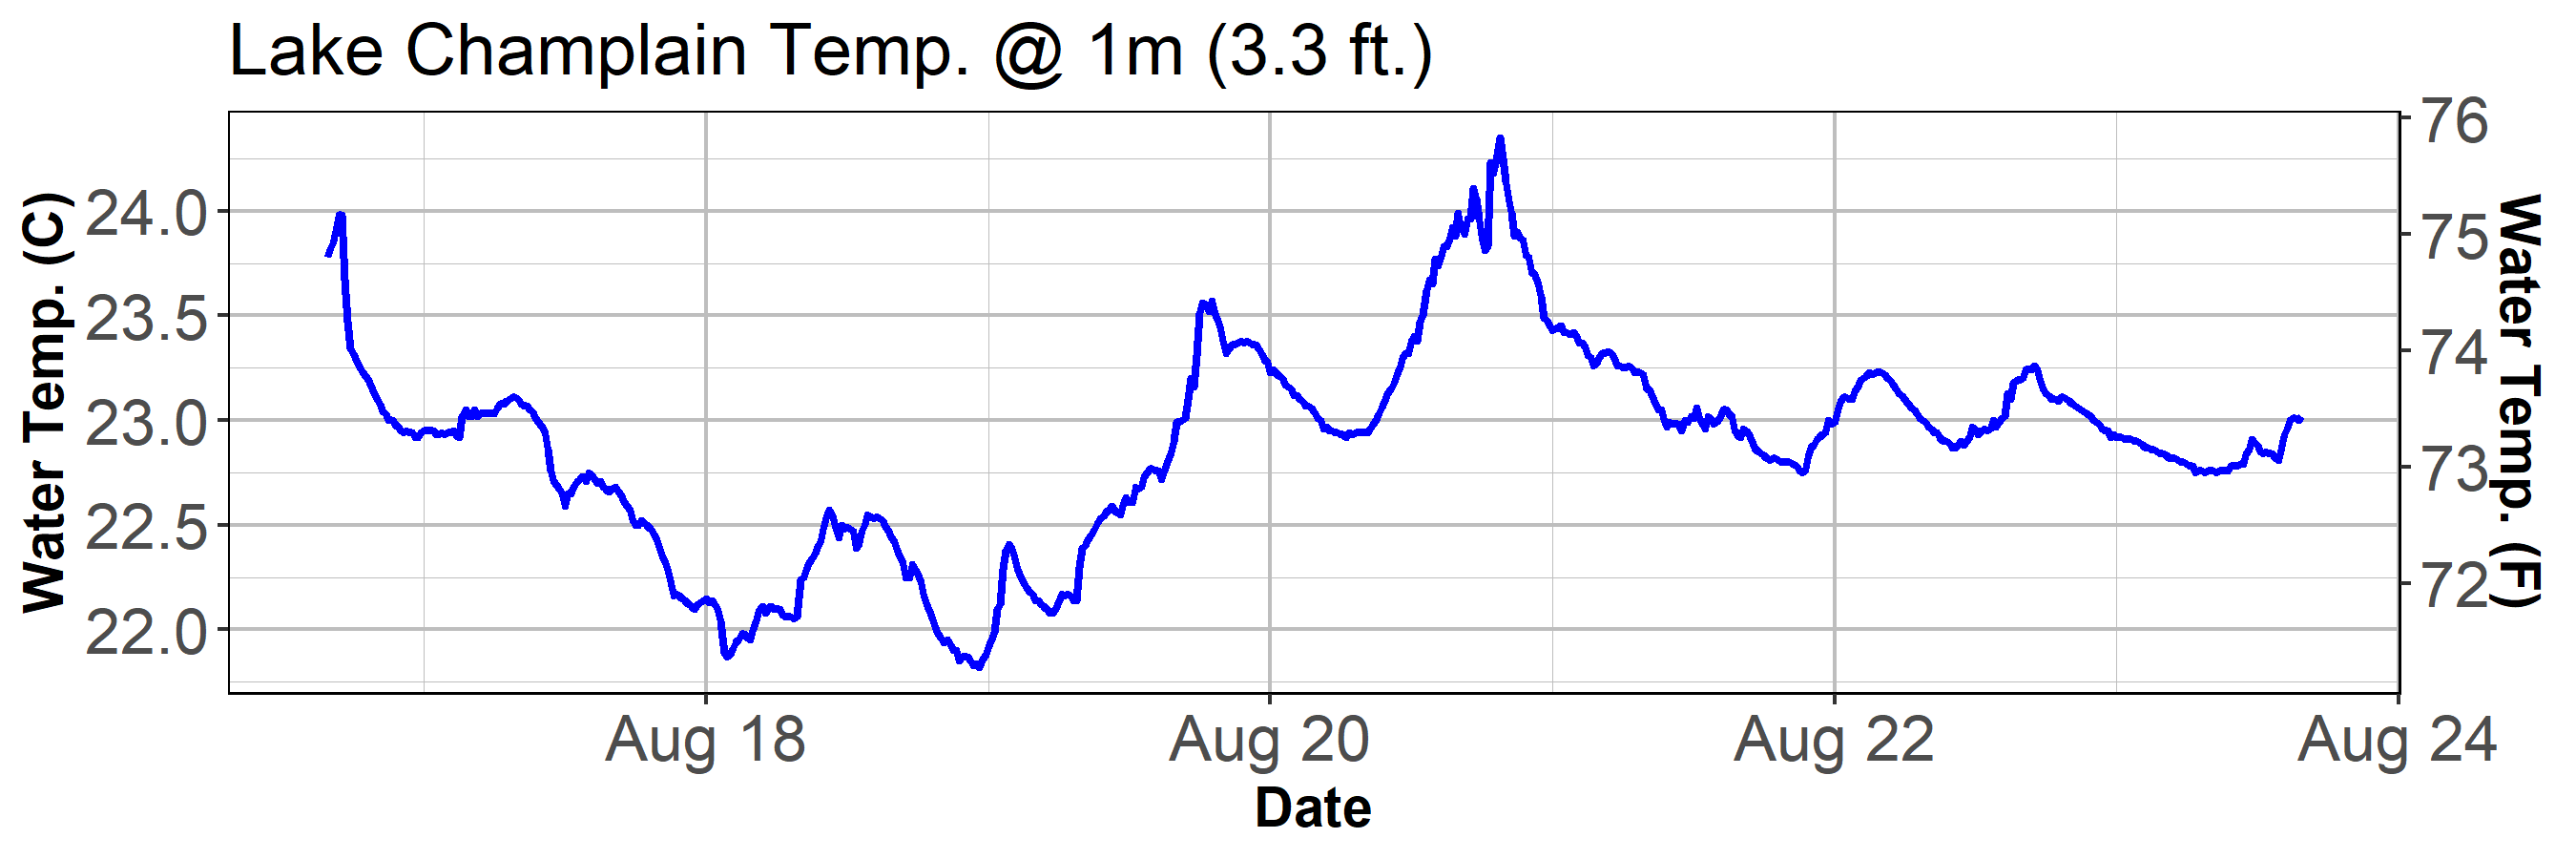 Lake Champlain Temp. @ 1m (3.3 ft.)
Water Temp. (C)
24.0
23.5
23.0
22.5
22.0
76
75
74
73
72
Water Temp. (F)
Aug 18
Aug 20
Aug 22
Aug 24
Date